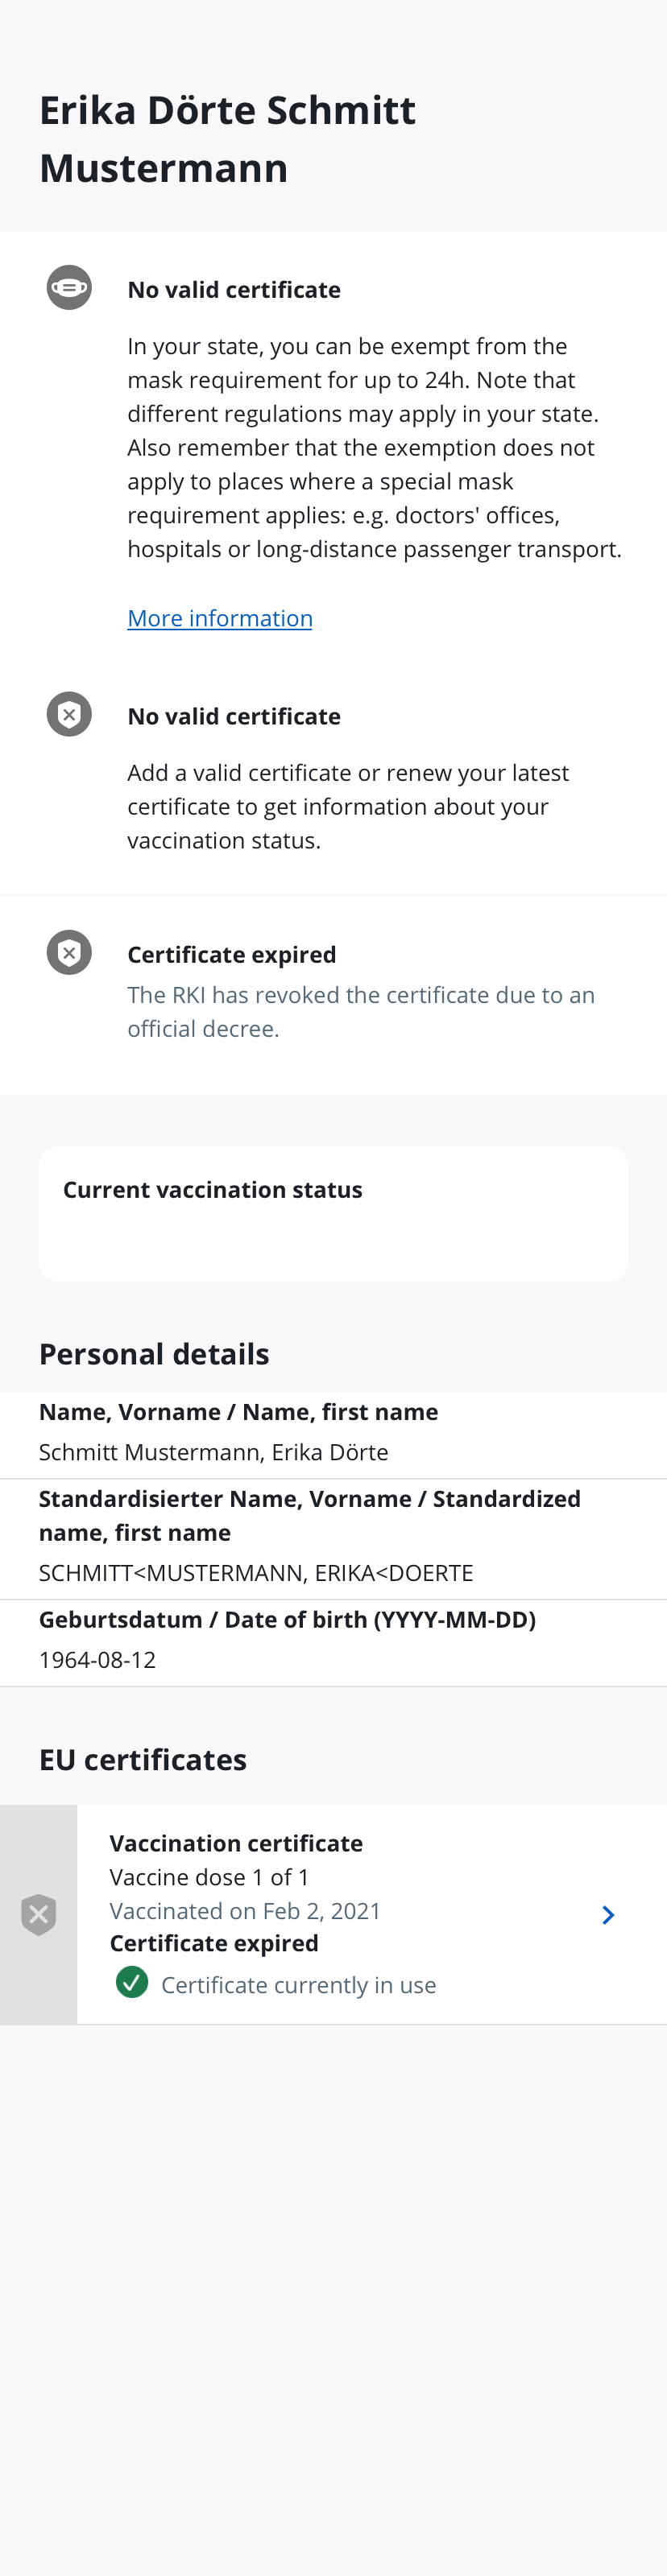 Erika Dörte Schmitt
Mustermann
No valid certificate
In your state, you can be exempt from the
mask requirement for up to 24h. Note that
different regulations may apply in your state.
Also remember that the exemption does not
apply to places where a special mask
requirement applies: e.g. doctors' offices,
hospitals or long-distance passenger transport.
More information
No valid certificate
Add a valid certificate or renew your latest
certificate to get information about your
vaccination status.
Certificate expired
The RKI has revoked the certificate due to an
official decree.
Current vaccination status
Personal details
Name, Vorname / Name, first name
Schmitt Mustermann, Erika Dörte
Standardisierter Name, Vorname / Standardized
name, first name
SCHMITT<MUSTERMANN, ERIKA<DOERTE
Geburtsdatum / Date of birth (YYYY-MM-DD)
1964-08-12
EU certificates
Vaccination certificate
Vaccine dose 1 of 1
Vaccinated on Feb 2, 2021
Certificate expired
Certificate currently in use